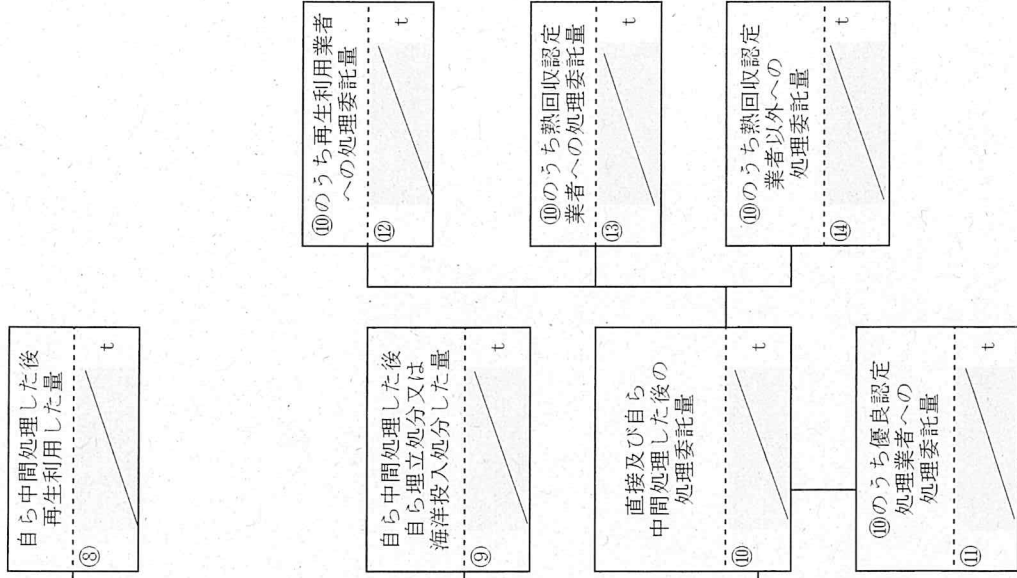 自ら中間処理した後
再生利用した量
⑧
t
自ら中間処理した後
自ら埋立処分又は
海洋投入処分した量
⑨
t
直接及び自ら
中間処理した後の
処理委託量
⑩
t
⑩のうち優良認定
処理業者への
処理委託量
⑪
t
⑩のうち再生利用業者
への処理委託量
⑫
t
⑩のうち熱回収認定
業者への処理委託量
⑬
t
⑩のうち熱回収認定
業者以外への
処理委託量
⑭
t